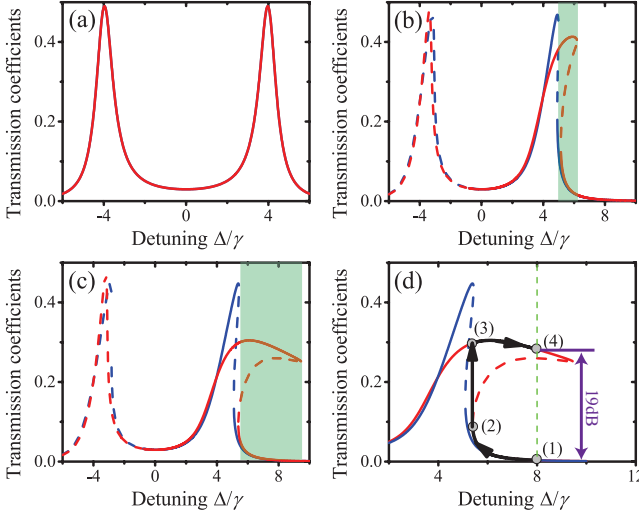 (a)
Transmission coefficients
0.4
0.2
0.0
-4 0 4
Detuning Δ/γ
(b)
Transmission coefficients
0.4
0.2
0.0
-4 0 4 8
Detuning Δ/γ
(c)
Transmission coefficients
0.4
0.2
0.0
-4 0 4 8
Detuning Δ/γ
(d)
Transmission coefficients
0.4
0.2
0.0
(3)
(4)
(2)
(1)
19dB
4 8 12
Detuning Δ/γ